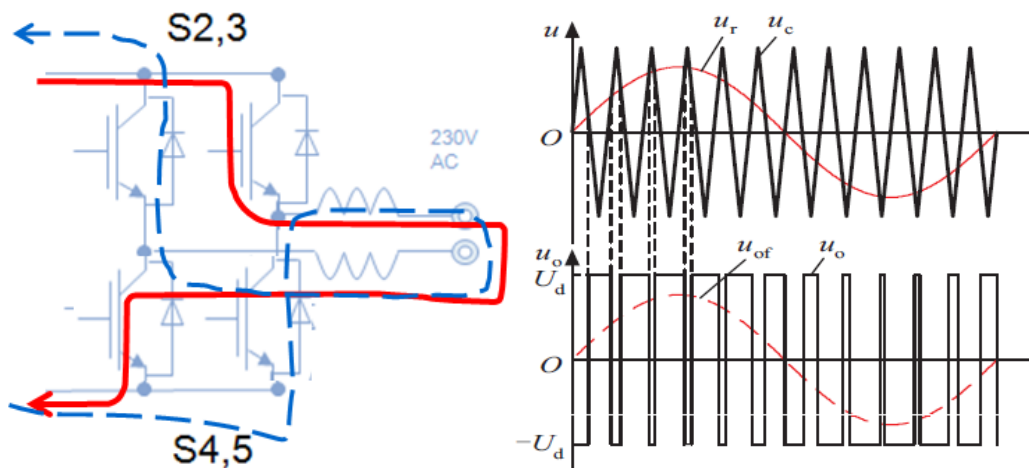 S2,3
230V
AC
S4,5
u
u_r
u_c
O
u_o
U_d
u_of
u_o
O
−U_d